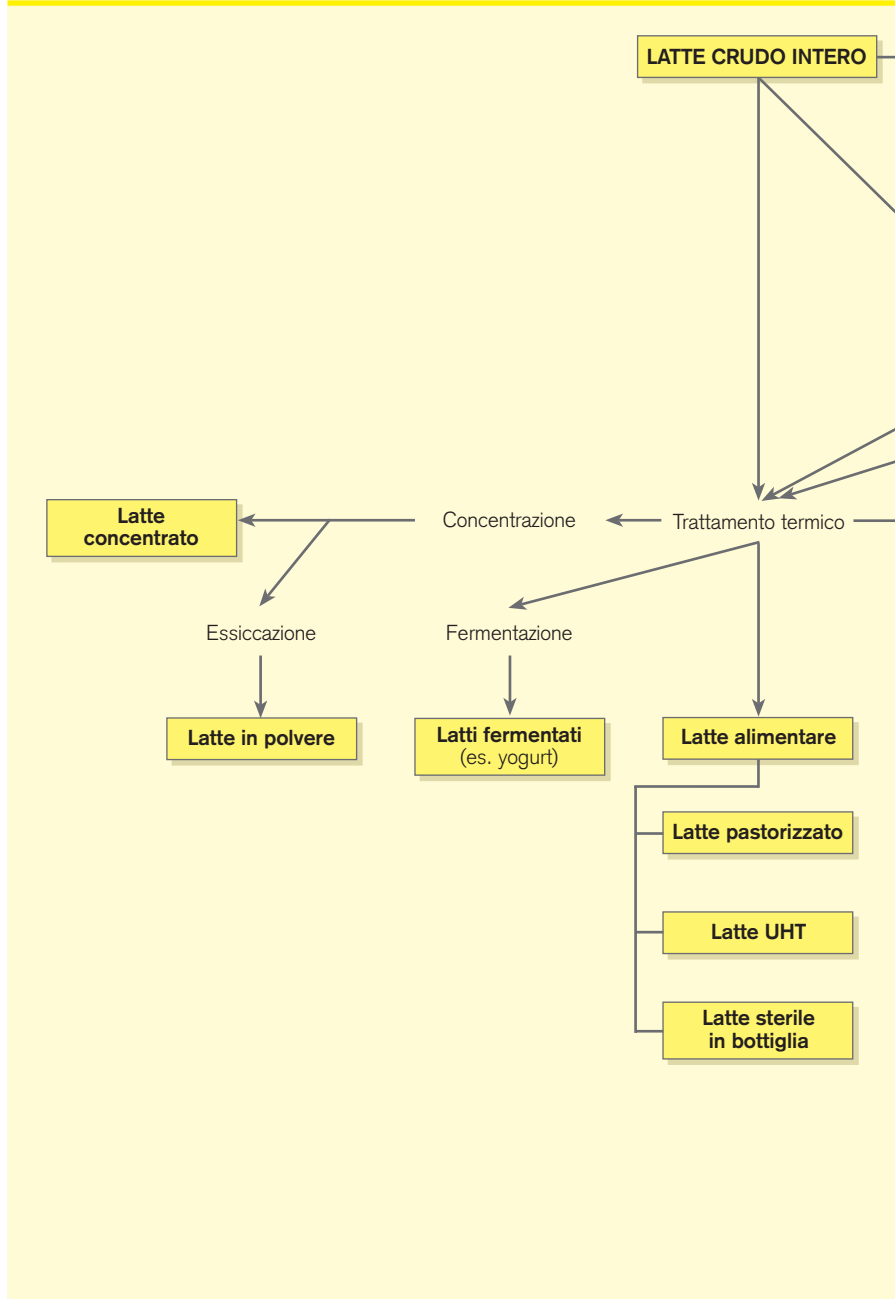 LATTE CRUDO INTERO
Latte
concentrato
Concentrazione
Trattamento termico
Essiccazione
Fermentazione
Latte in polvere
Latti fermentati
(es. yogurt)
Latte alimentare
Latte pastorizzato
Latte UHT
Latte sterile
in bottiglia